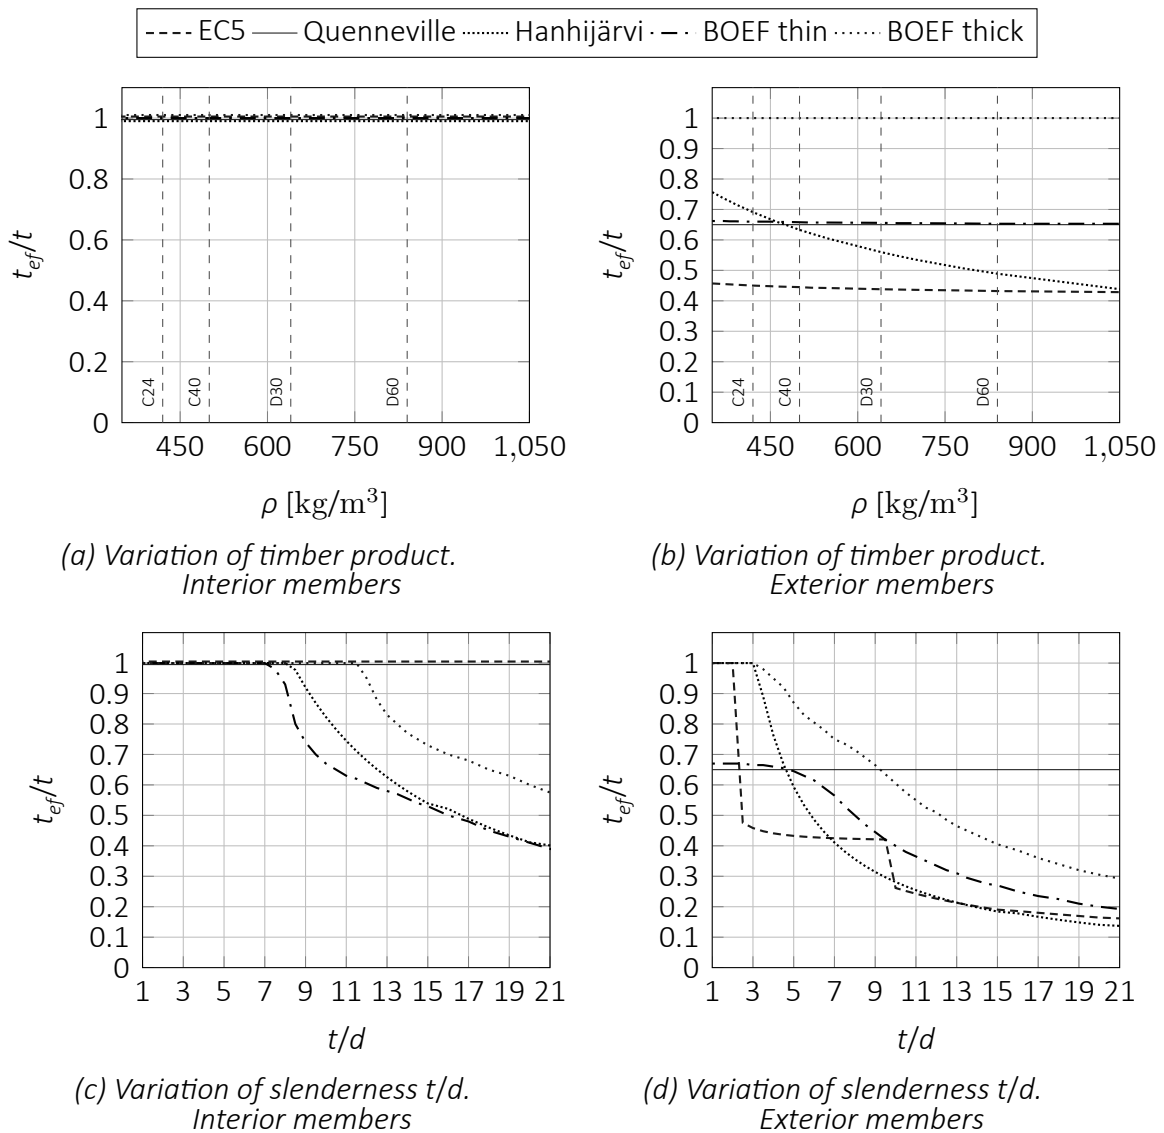 EC5 Quenneville Hanhijärvi BOEF thin BOEF thick
1
0.8
0.6
0.4
0.2
0
t_ef/t
C24
C40
D30
D60
450 600 750 900 1,050
ρ [kg/m³]
(a) Variation of timber product.
Interior members
1
0.9
0.8
0.7
0.6
0.5
0.4
0.3
0.2
0.1
0
t_ef/t
C24
C40
D30
D60
450 600 750 900 1,050
ρ [kg/m³]
(b) Variation of timber product.
Exterior members
1
0.9
0.8
0.7
0.6
0.5
0.4
0.3
0.2
0.1
0
t_ef/t
1 3 5 7 9 11 13 15 17 19 21
t/d
(c) Variation of slenderness t/d.
Interior members
1
0.9
0.8
0.7
0.6
0.5
0.4
0.3
0.2
0.1
0
t_ef/t
1 3 5 7 9 11 13 15 17 19 21
t/d
(d) Variation of slenderness t/d.
Exterior members